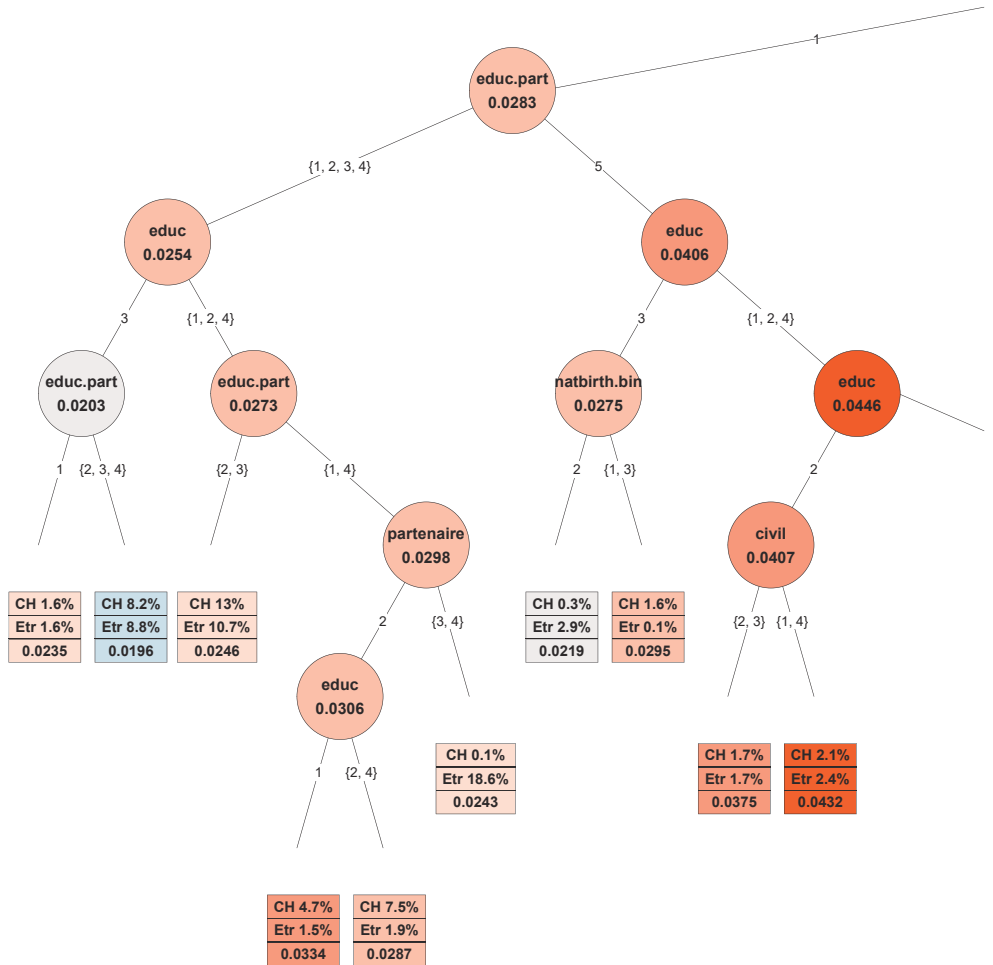 1
educ.part
0.0283
{1, 2, 3, 4}
5
educ
0.0254
educ
0.0406
3
{1, 2, 4}
3
{1, 2, 4}
educ.part
0.0203
educ.part
0.0273
natbirth.bin
0.0275
educ
0.0446
1
{2, 3, 4}
{2, 3}
{1, 4}
2
{1, 3}
2
partenaire
0.0298
civil
0.0407
CH 1.6%
Etr 1.6%
0.0235
CH 8.2%
Etr 8.8%
0.0196
CH 13%
Etr 10.7%
0.0246
2
{3, 4}
CH 0.3%
Etr 2.9%
0.0219
CH 1.6%
Etr 0.1%
0.0295
{2, 3}
{1, 4}
educ
0.0306
1
{2, 4}
CH 0.1%
Etr 18.6%
0.0243
CH 1.7%
Etr 1.7%
0.0375
CH 2.1%
Etr 2.4%
0.0432
CH 4.7%
Etr 1.5%
0.0334
CH 7.5%
Etr 1.9%
0.0287